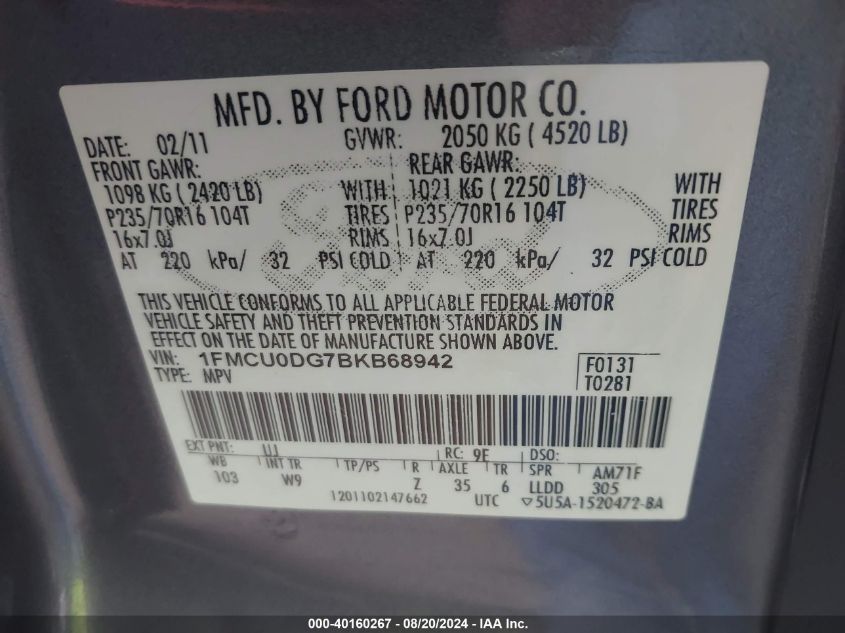 MFD. BY FORD MOTOR CO.
DATE: 02/11 GVWR: 2050 KG ( 4520 LB)
FRONT GAWR: REAR GAWR:
1098 KG ( 2420 LB) WITH 1021 KG ( 2250 LB) WITH
P235/70R16 104T TIRES P235/70R16 104T TIRES
16x7.0J RIMS 16x7.0J RIMS
AT 220 kPa/ 32 PSI COLD AT 220 kPa/ 32 PSI COLD
THIS VEHICLE CONFORMS TO ALL APPLICABLE FEDERAL MOTOR
VEHICLE SAFETY AND THEFT PREVENTION STANDARDS IN
EFFECT ON THE DATE OF MANUFACTURE SHOWN ABOVE.
VIN: 1FMCU0DG7BKB68942 F0131
TYPE: MPV T0281
EXT PNT: UJ RC: 9E DSO:
WB INT TR TP/PS R AXLE TR SPR AM71F
103 W9 Z 35 6 LLDD 305
1201102147662 UTC ▽5U5A-1520472-BA
000-40160267 - 08/20/2024 - IAA Inc.